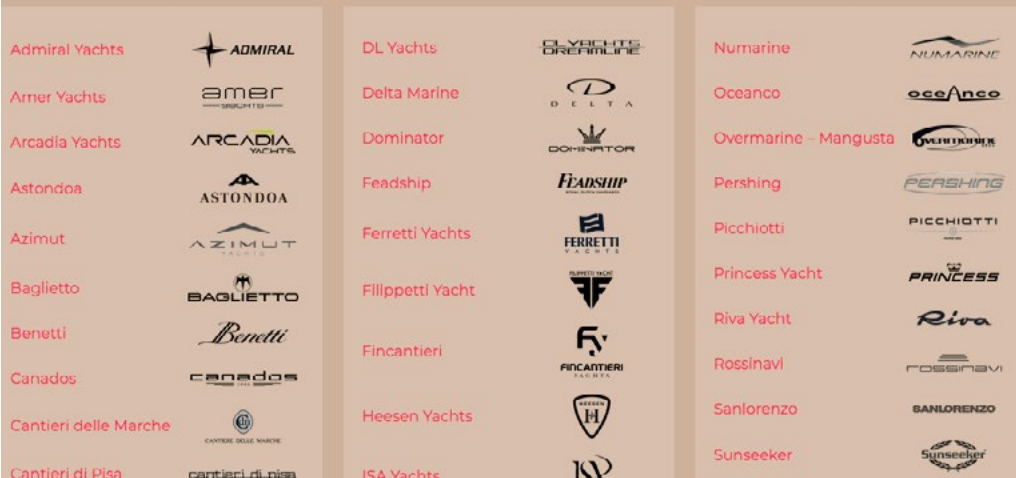 Admiral Yachts
ADMIRAL
Amer Yachts
amer
YACHTS
Arcadia Yachts
ARCADIA
YACHTS
Astondoa
ASTONDOA
Azimut
AZIMUT
YACHTS
Baglietto
BAGLIETTO
Benetti
Benetti
Canados
canados
Cantieri delle Marche
CANTIERE DELLE MARCHE
Cantieri di Pisa
cantieri di pisa
DL Yachts
DL YACHTS
DREAMLINE
Delta Marine
DELTA
Dominator
DOMINATOR
Feadship
FEADSHIP
Ferretti Yachts
FERRETTI
YACHTS
Filippetti Yacht
FILIPPETTI YACHT
Fincantieri
FINCANTIERI
YACHTS
Heesen Yachts
HEESEN
H
ISA Yachts
Numarine
NUMARINE
Oceanco
oceAnco
Overmarine – Mangusta
OVERMARINE
Pershing
PERSHING
Picchiotti
PICCHIOTTI
Princess Yacht
PRINCESS
Riva Yacht
Riva
Rossinavi
rossinavi
Sanlorenzo
SANLORENZO
Sunseeker
Sunseeker